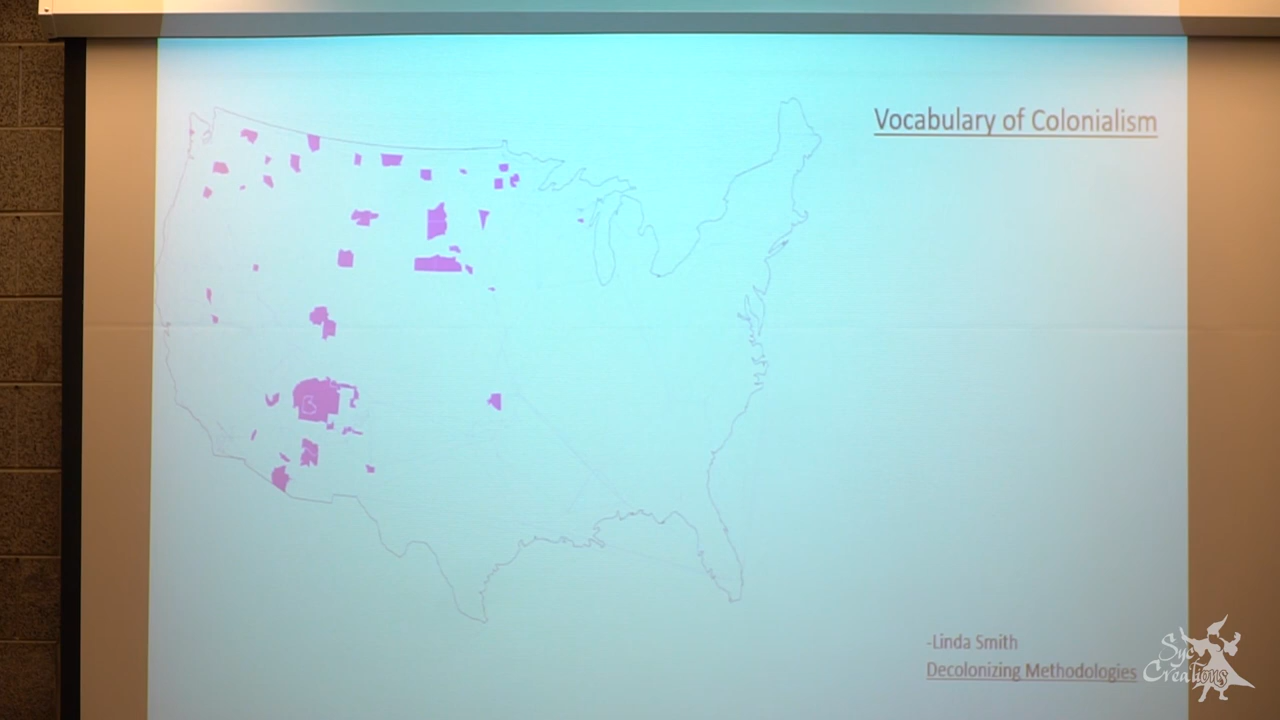 Vocabulary of Colonialism
B
-Linda Smith
Decolonizing Methodologies
Syc
Creations